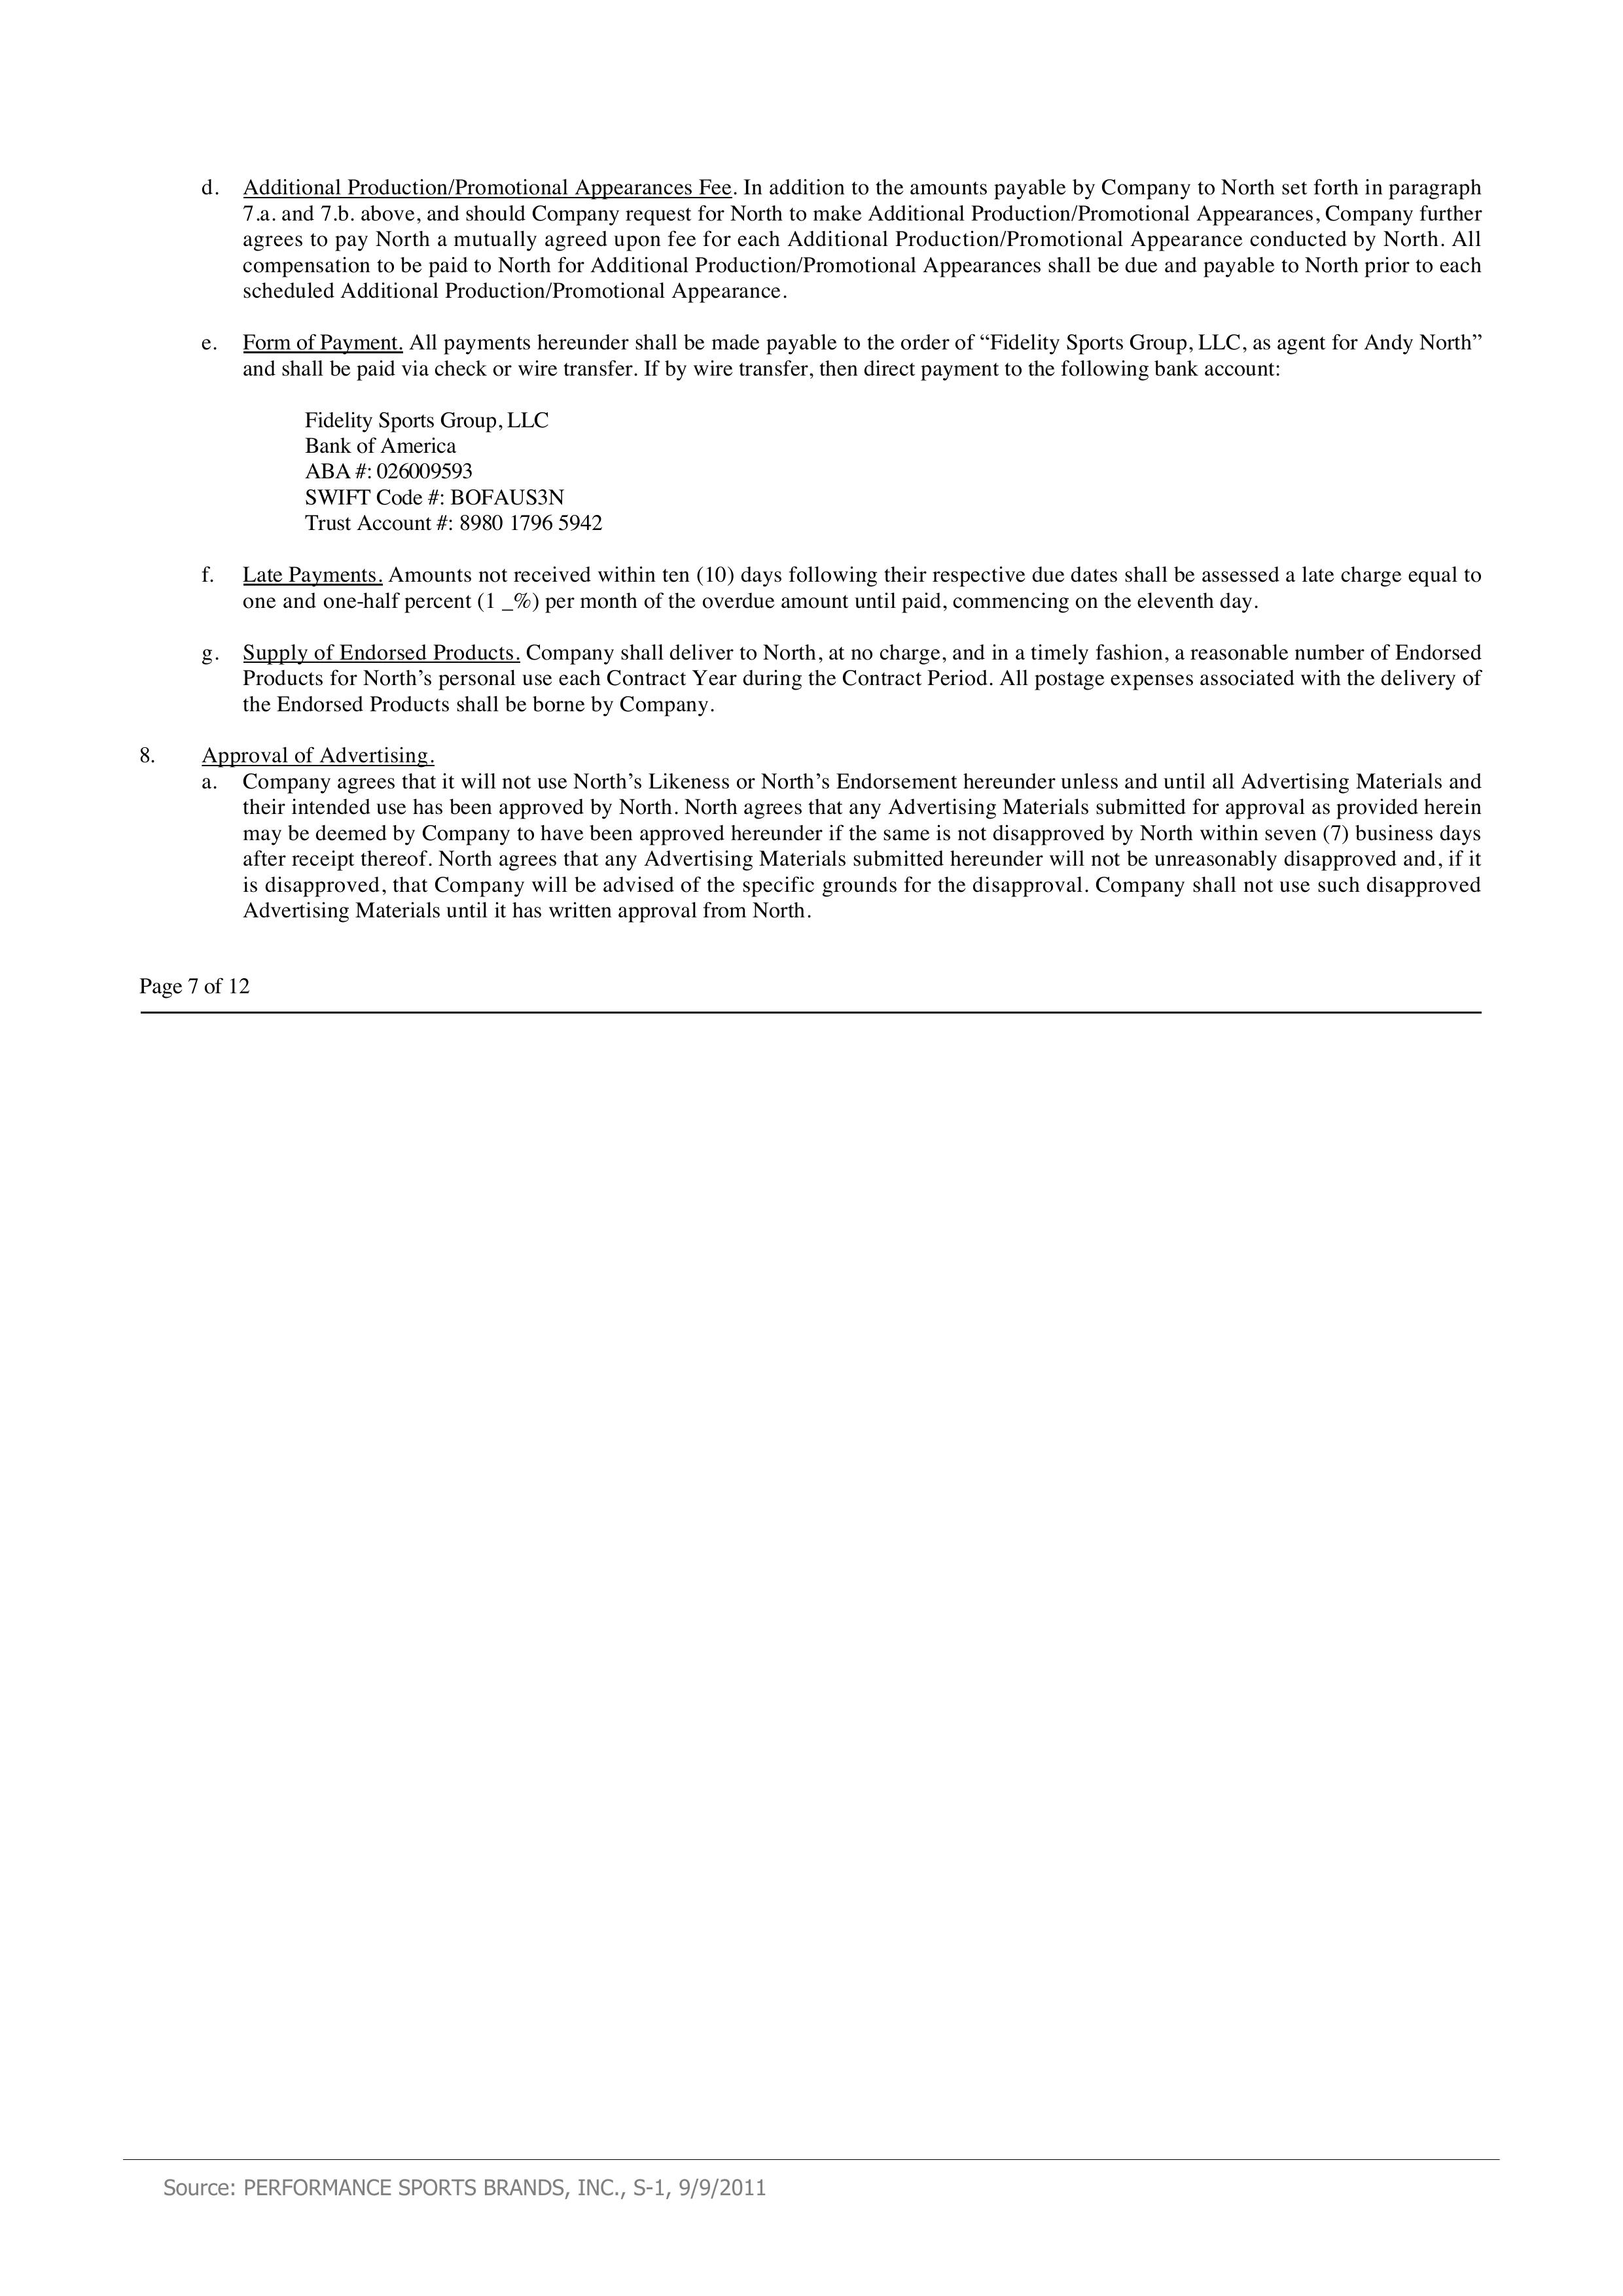 d. Additional Production/Promotional Appearances Fee. In addition to the amounts payable by Company to North set forth in paragraph
7.a. and 7.b. above, and should Company request for North to make Additional Production/Promotional Appearances, Company further
agrees to pay North a mutually agreed upon fee for each Additional Production/Promotional Appearance conducted by North. All
compensation to be paid to North for Additional Production/Promotional Appearances shall be due and payable to North prior to each
scheduled Additional Production/Promotional Appearance.
e. Form of Payment. All payments hereunder shall be made payable to the order of “Fidelity Sports Group, LLC, as agent for Andy North”
and shall be paid via check or wire transfer. If by wire transfer, then direct payment to the following bank account:
Fidelity Sports Group, LLC
Bank of America
ABA #: 026009593
SWIFT Code #: BOFAUS3N
Trust Account #: 8980 1796 5942
f. Late Payments. Amounts not received within ten (10) days following their respective due dates shall be assessed a late charge equal to
one and one-half percent (1 _%) per month of the overdue amount until paid, commencing on the eleventh day.
g. Supply of Endorsed Products. Company shall deliver to North, at no charge, and in a timely fashion, a reasonable number of Endorsed
Products for North’s personal use each Contract Year during the Contract Period. All postage expenses associated with the delivery of
the Endorsed Products shall be borne by Company.
8. Approval of Advertising.
a. Company agrees that it will not use North’s Likeness or North’s Endorsement hereunder unless and until all Advertising Materials and
their intended use has been approved by North. North agrees that any Advertising Materials submitted for approval as provided herein
may be deemed by Company to have been approved hereunder if the same is not disapproved by North within seven (7) business days
after receipt thereof. North agrees that any Advertising Materials submitted hereunder will not be unreasonably disapproved and, if it
is disapproved, that Company will be advised of the specific grounds for the disapproval. Company shall not use such disapproved
Advertising Materials until it has written approval from North.
Page 7 of 12
Source: PERFORMANCE SPORTS BRANDS, INC., S-1, 9/9/2011